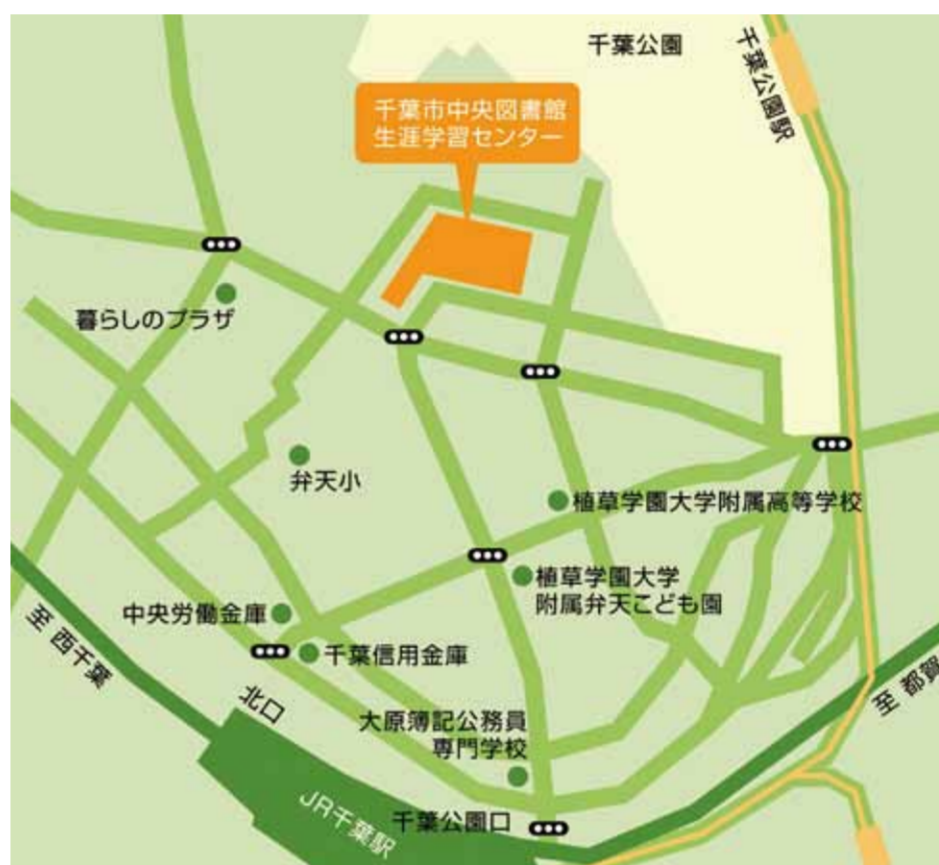 千葉公園
千葉公園駅
千葉市中央図書館
生涯学習センター
暮らしのプラザ
弁天小
植草学園大学附属高等学校
植草学園大学
附属弁天こども園
中央労働金庫
千葉信用金庫
至 西千葉
北口
至 都賀
大原簿記公務員
専門学校
JR千葉駅
千葉公園口